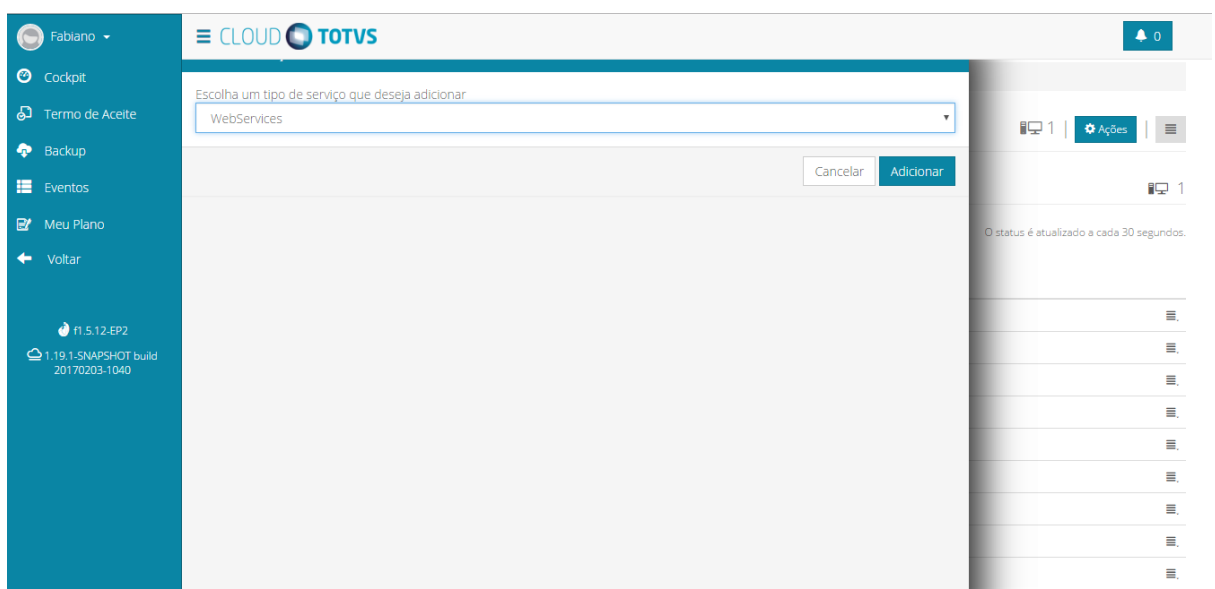 Fabiano
CLOUD TOTVS
0
Cockpit
Termo de Aceite
Backup
Eventos
Meu Plano
Voltar
f1.5.12-EP2
1.19.1-SNAPSHOT build
20170203-1040
Escolha um tipo de serviço que deseja adicionar
WebServices
Cancelar
Adicionar
1
Ações
1
O status é atualizado a cada 30 segundos.